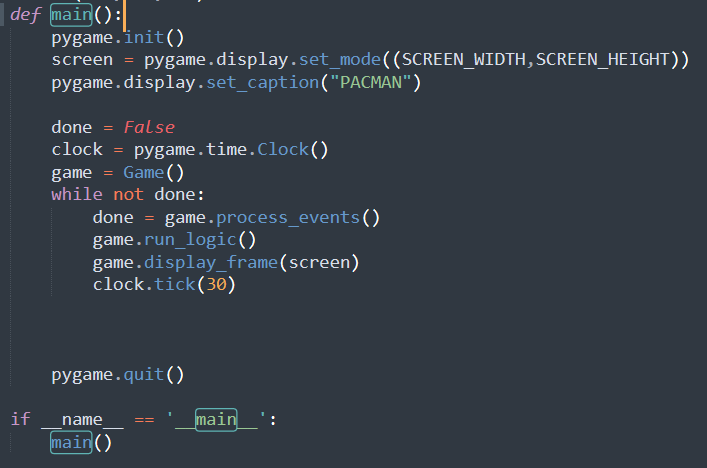 def main():
    pygame.init()
    screen = pygame.display.set_mode((SCREEN_WIDTH,SCREEN_HEIGHT))
    pygame.display.set_caption("PACMAN")
    done = False
    clock = pygame.time.Clock()
    game = Game()
    while not done:
        done = game.process_events()
        game.run_logic()
        game.display_frame(screen)
        clock.tick(30)
    pygame.quit()
if __name__ == '__main__':
    main()